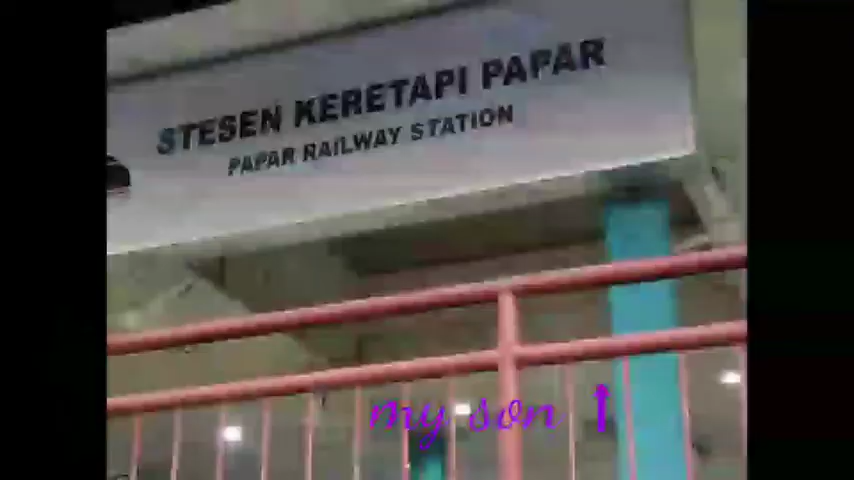 STESEN KERETAPI PAPAR
PAPAR RAILWAY STATION
my son